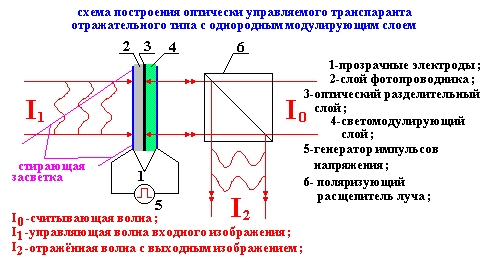 схема построения оптически управляемого транспаранта
отражательного типа с однородным модулирующим слоем
2 3 4 6
1-прозрачные электроды;
2-слой фотопроводника;
3-оптический разделительный
слой;
4-светомодулирующий
слой;
5-генератор импульсов
напряжения;
6- поляризующий
расщепитель луча;
I1
I0
стирающая
засветка
1
5
I2
I0-считывающая волна;
I1-управляющая волна входного изображения;
I2-отражённая волна с выходным изображением;